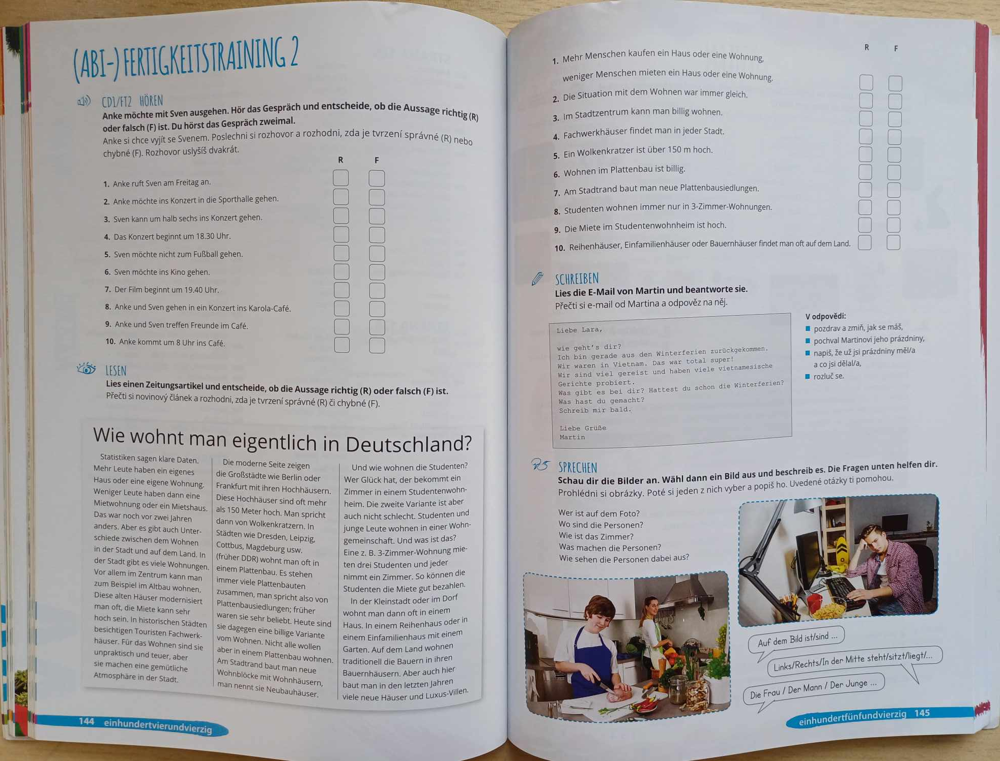 (ABI-) FERTIGKEITSTRAINING 2
CD1/FT2 HÖREN
Anke möchte mit Sven ausgehen. Hör das Gespräch und entscheide, ob die Aussage richtig (R)
oder falsch (F) ist. Du hörst das Gespräch zweimal.
Anke si chce vyjít se Svenem. Poslechni si rozhovor a rozhodni, zda je tvrzení správné (R) nebo
chybné (F). Rozhovor uslyšíš dvakrát.
R F
1. Anke ruft Sven am Freitag an.
2. Anke möchte ins Konzert in die Sporthalle gehen.
3. Sven kann um halb sechs ins Konzert gehen.
4. Das Konzert beginnt um 18.30 Uhr.
5. Sven möchte nicht zum Fußball gehen.
6. Sven möchte ins Kino gehen.
7. Der Film beginnt um 19.40 Uhr.
8. Anke und Sven gehen in ein Konzert ins Karola-Café.
9. Anke und Sven treffen Freunde im Café.
10. Anke kommt um 8 Uhr ins Café.
LESEN
Lies einen Zeitungsartikel und entscheide, ob die Aussage richtig (R) oder falsch (F) ist.
Přečti si novinový článek a rozhodni, zda je tvrzení správné (R) či chybné (F).
Wie wohnt man eigentlich in Deutschland?
Statistiken sagen klare Daten.
Mehr Leute haben ein eigenes
Haus oder eine eigene Wohnung.
Weniger Leute haben dann eine
Mietwohnung oder ein Mietshaus.
Das war noch vor zwei Jahren
anders. Aber es gibt auch Unter-
schiede zwischen dem Wohnen
in der Stadt und auf dem Land. In
der Stadt gibt es viele Wohnungen.
Vor allem im Zentrum kann man
zum Beispiel im Altbau wohnen,
Diese alten Häuser modernisiert
man oft, die Miete kann sehr
hoch sein. In historischen Städten
besichtigen Touristen Fachwerk-
häuser. Für das Wohnen sind sie
unpraktisch und teuer, aber
sie machen eine gemütliche
Atmosphäre in der Stadt.
Die moderne Seite zeigen
die Großstädte wie Berlin oder
Frankfurt mit ihren Hochhäusern.
Diese Hochhäuser sind oft mehr
als 150 Meter hoch. Man spricht
dann von Wolkenkratzern. In
Städten wie Dresden, Leipzig,
Cottbus, Magdeburg usw.
(früher DDR) wohnt man oft in
einem Plattenbau. Es stehen
immer viele Plattenbauten
zusammen, man spricht also von
Plattenbausiedlungen; früher
waren sie sehr beliebt. Heute sind
sie dagegen eine billige Variante
vom Wohnen. Nicht alle wollen
aber in einem Plattenbau wohnen.
Am Stadtrand baut man neue
Wohnblöcke mit Wohnhäusern,
man nennt sie Neubauhäuser.
Und wie wohnen die Studenten?
Wer Glück hat, der bekommt ein
Zimmer in einem Studentenwohn-
heim. Die zweite Variante ist aber
auch nicht schlecht. Studenten und
junge Leute wohnen in einer Wohn-
gemeinschaft. Und was ist das?
Eine z. B. 3-Zimmer-Wohnung mie-
ten drei Studenten und jeder
nimmt ein Zimmer. So können die
Studenten die Miete gut bezahlen.
In der Kleinstadt oder im Dorf
wohnt man dann oft in einem
Haus. In einem Reihenhaus oder in
einem Einfamilienhaus mit einem
Garten. Auf dem Land wohnen
traditionell die Bauern in ihren
Bauernhäusern. Aber auch hier
baut man in den letzten Jahren
viele neue Häuser und Luxus-Villen.
144 einhundertvierundvierzig
R F
1. Mehr Menschen kaufen ein Haus oder eine Wohnung,
weniger Menschen mieten ein Haus oder eine Wohnung.
2. Die Situation mit dem Wohnen war immer gleich.
3. Im Stadtzentrum kann man billig wohnen.
4. Fachwerkhäuser findet man in jeder Stadt.
5. Ein Wolkenkratzer ist über 150 m hoch.
6. Wohnen im Plattenbau ist billig.
7. Am Stadtrand baut man neue Plattenbausiedlungen.
8. Studenten wohnen immer nur in 3-Zimmer-Wohnungen.
9. Die Miete im Studentenwohnheim ist hoch.
10. Reihenhäuser, Einfamilienhäuser oder Bauernhäuser findet man oft auf dem Land.
SCHREIBEN
Lies die E-Mail von Martin und beantworte sie.
Přečti si e-mail od Martina a odpověz na něj.
Liebe Lara,
wie geht's dir?
Ich bin gerade aus den Winterferien zurückgekommen.
Wir waren in Vietnam. Das war total super!
Wir sind viel gereist und haben viele vietnamesische
Gerichte probiert.
Was gibt es bei dir? Hattest du schon die Winterferien?
Was hast du gemacht?
Schreib mir bald.
Liebe Grüße
Martin
V odpovědi:
pozdrav a zmiň, jak se máš,
pochval Martinovi jeho prázdniny,
napiš, že už jsi prázdniny měl/a
a co jsi dělal/a,
rozluč se.
SPRECHEN
Schau dir die Bilder an. Wähl dann ein Bild aus und beschreib es. Die Fragen unten helfen dir.
Prohlédni si obrázky. Poté si jeden z nich vyber a popiš ho. Uvedené otázky ti pomohou.
Wer ist auf dem Foto?
Wo sind die Personen?
Wie ist das Zimmer?
Was machen die Personen?
Wie sehen die Personen dabei aus?
Auf dem Bild ist/sind ...
Links/Rechts/In der Mitte steht/sitzt/liegt/...
Die Frau / Der Mann / Der Junge ...
einhundertfünfundvierzig 145